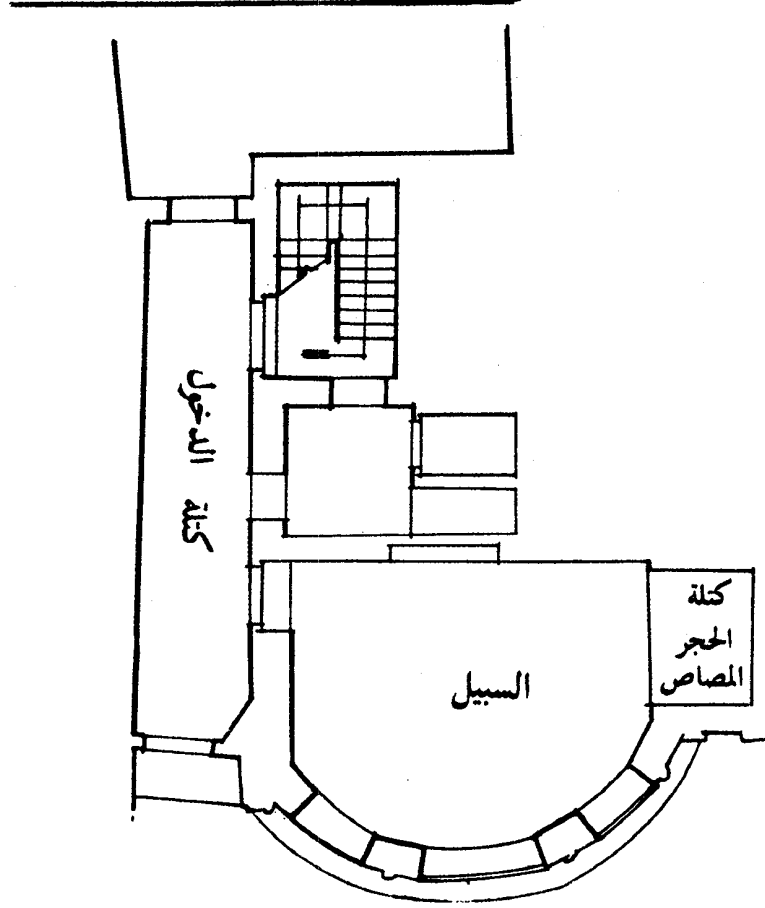 كتلة الدخول
السبيل
كتلة
الحجر
المصاص